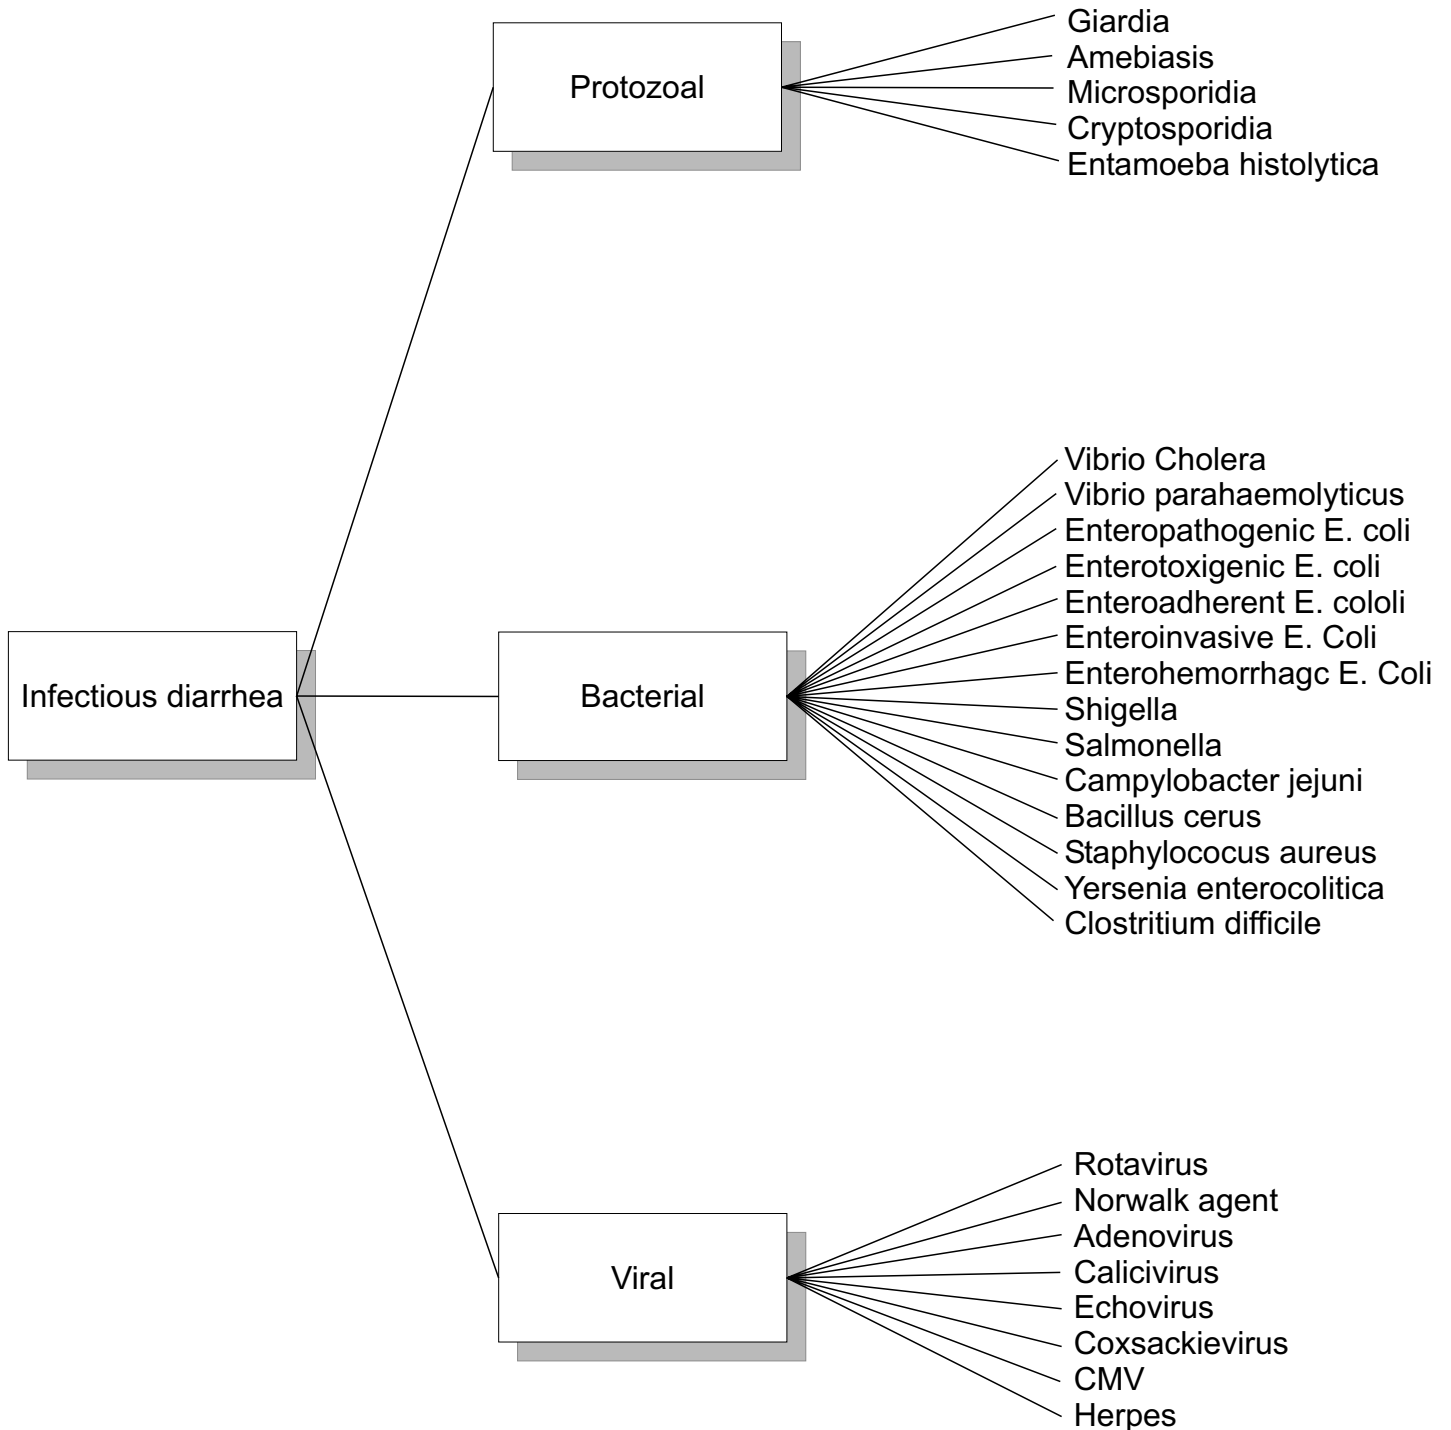 Giardia
Amebiasis
Microsporidia
Cryptosporidia
Entamoeba histolytica
Protozoal
Vibrio Cholera
Vibrio parahaemolyticus
Enteropathogenic E. coli
Enterotoxigenic E. coli
Enteroadherent E. cololi
Enteroinvasive E. Coli
Enterohemorrhagc E. Coli
Shigella
Salmonella
Campylobacter jejuni
Bacillus cerus
Staphylococus aureus
Yersenia enterocolitica
Clostritium difficile
Infectious diarrhea
Bacterial
Rotavirus
Norwalk agent
Adenovirus
Calicivirus
Echovirus
Coxsackievirus
CMV
Herpes
Viral